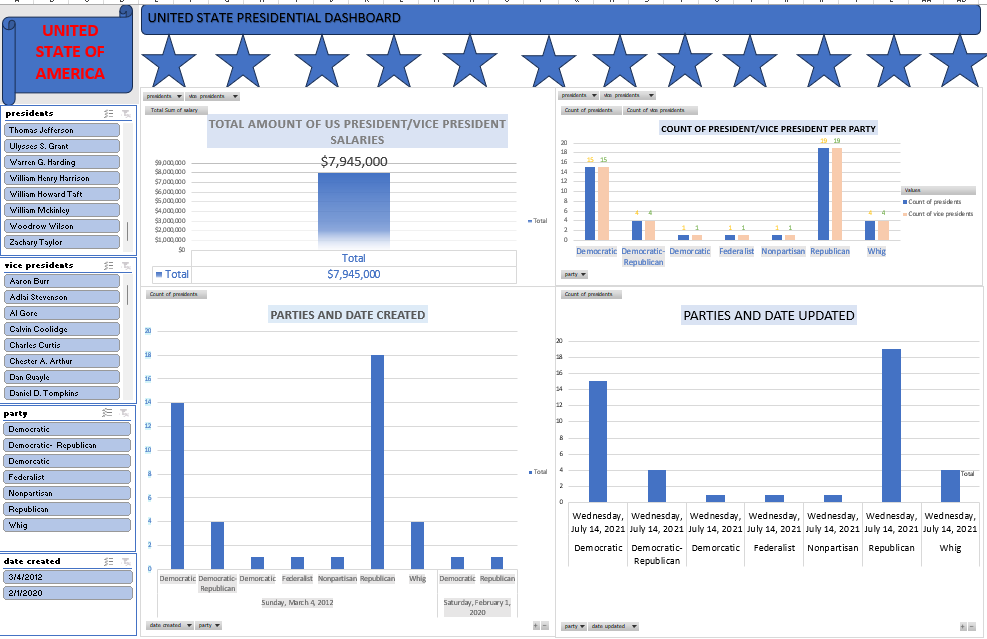 UNITED STATE PRESIDENTIAL DASHBOARD
UNITED
STATE OF
AMERICA
presidents
Thomas Jefferson
Ulysses S. Grant
Warren G. Harding
William Henry Harrison
William Howard Taft
William Mckinley
Woodrow Wilson
Zachary Taylor
vice presidents
Aaron Burr
Adlai Stevenson
Al Gore
Calvin Coolidge
Charles Curtis
Chester A. Arthur
Dan Quayle
Daniel D. Tompkins
party
Democratic
Democratic- Republican
Demorcatic
Federalist
Nonpartisan
Republican
Whig
date created
3/4/2012
2/1/2020
presidents vice presidents
Total Sum of salary
TOTAL AMOUNT OF US PRESIDENT/VICE PRESIDENT
SALARIES
$7,945,000
$9,000,000
$8,000,000
$7,000,000
$6,000,000
$5,000,000
$4,000,000
$3,000,000
$2,000,000
$1,000,000
$0
Total
Total
Total $7,945,000
presidents vice presidents
Count of presidents Count of vice presidents
COUNT OF PRESIDENT/VICE PRESIDENT PER PARTY
20
18
16
14
12
10
8
6
4
2
0
15 15
4 4
1 1
1 1
1 1
19 19
4 4
Democratic Democratic- Demorcatic Federalist Nonpartisan Republican Whig
Republican
Values
Count of presidents
Count of vice presidents
party
Count of presidents
PARTIES AND DATE CREATED
20
18
16
14
12
10
8
6
4
2
0
Total
Democratic Democratic- Demorcatic Federalist Nonpartisan Republican Whig Democratic Republican
Republican
Sunday, March 4, 2012 Saturday, February 1,
2020
date created party
Count of presidents
PARTIES AND DATE UPDATED
20
18
16
14
12
10
8
6
4
2
0
Total
Wednesday, Wednesday, Wednesday, Wednesday, Wednesday, Wednesday, Wednesday,
July 14, 2021 July 14, 2021 July 14, 2021 July 14, 2021 July 14, 2021 July 14, 2021 July 14, 2021
Democratic Democratic- Demorcatic Federalist Nonpartisan Republican Whig
Republican
party date updated